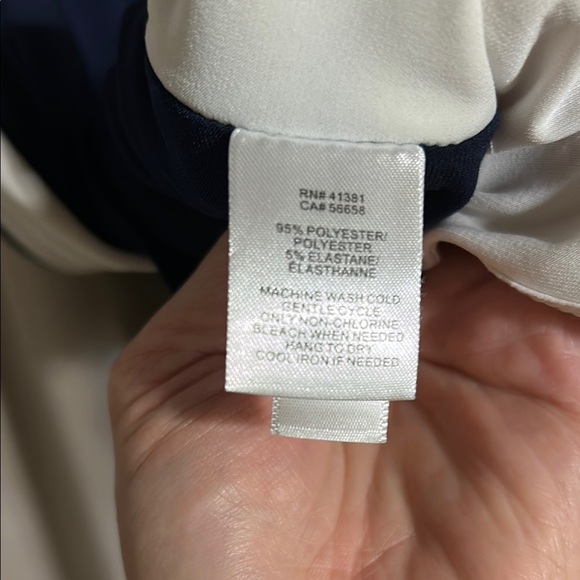 RN# 41381
CA# 56658
95% POLYESTER/
POLYESTER
5% ELASTANE/
ÉLASTHANNE
MACHINE WASH COLD
GENTLE CYCLE
ONLY NON-CHLORINE
BLEACH WHEN NEEDED
HANG TO DRY
COOL IRON IF NEEDED